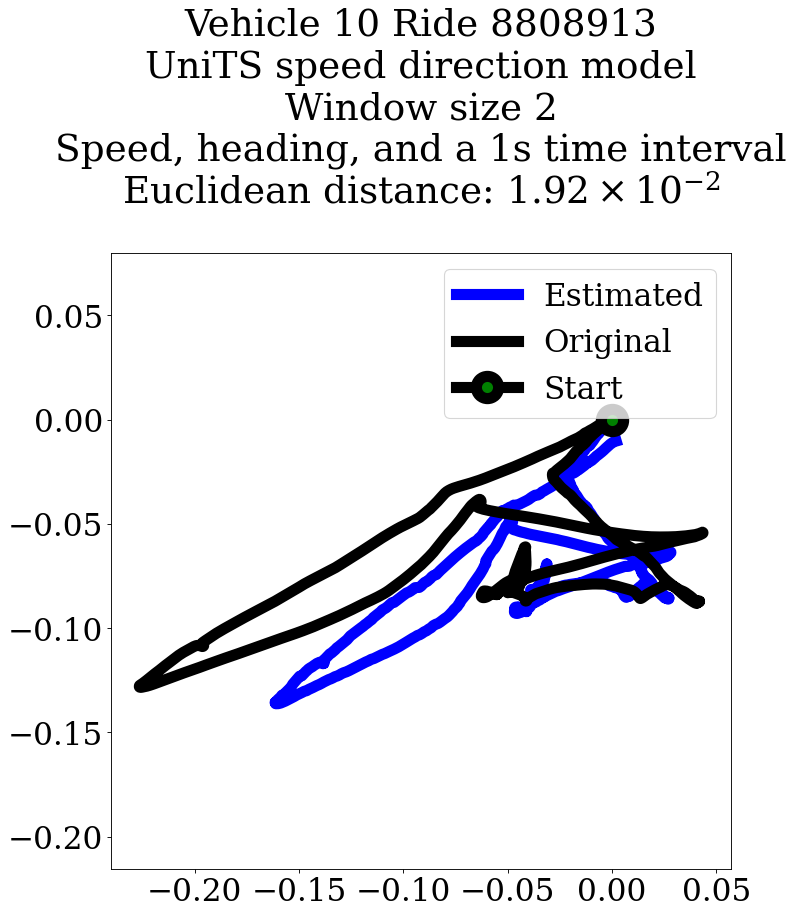 Vehicle 10 Ride 8808913
UniTS speed direction model
Window size 2
Speed, heading, and a 1s time interval
Euclidean distance: 1.92 × 10⁻²
Estimated
Original
Start
0.05
0.00
−0.05
−0.10
−0.15
−0.20
−0.20 −0.15 −0.10 −0.05 0.00 0.05